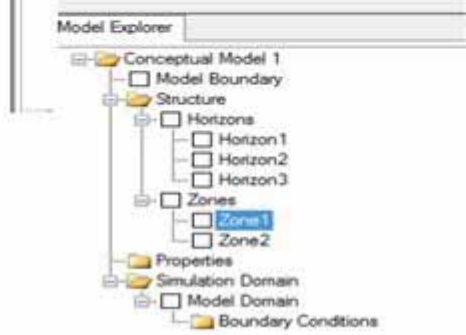 Model Explorer
Conceptual Model 1
Model Boundary
Structure
Horizons
Horizon1
Horizon2
Horizon3
Zones
Zone1
Zone2
Properties
Simulation Domain
Model Domain
Boundary Conditions